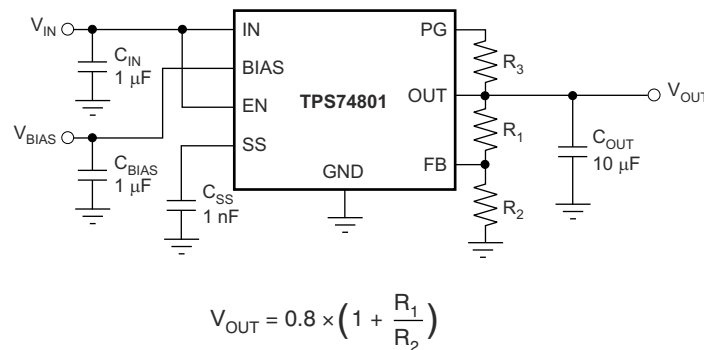 V_IN
C_IN
1 μF
V_BIAS
C_BIAS
1 μF
C_SS
1 nF
IN
BIAS
EN
SS
TPS74801
GND
PG
OUT
FB
R_3
R_1
R_2
V_OUT
C_OUT
10 μF
V_OUT = 0.8 × (1 + R_1/R_2)